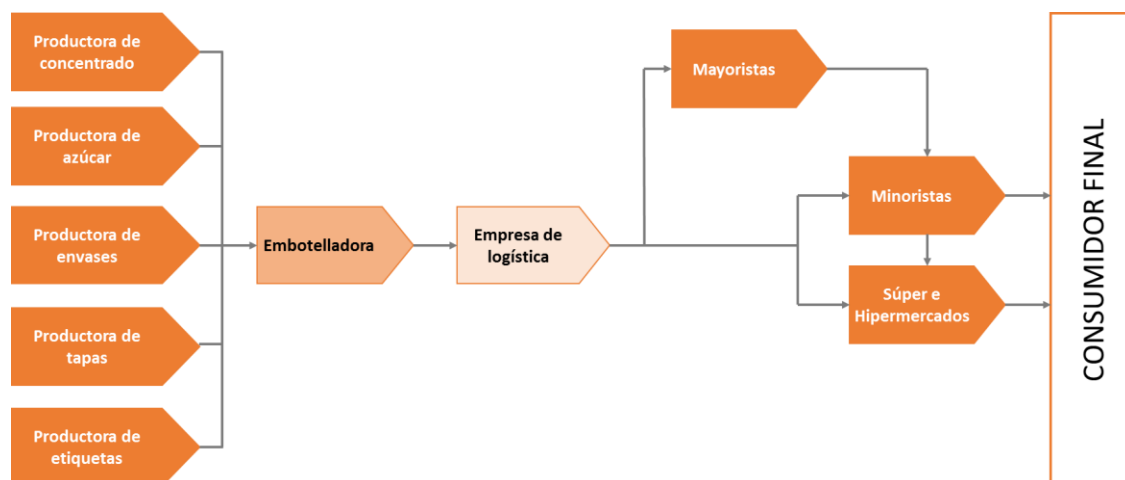 Productora de
concentrado
Productora de
azúcar
Productora de
envases
Productora de
tapas
Productora de
etiquetas
Embotelladora
Empresa de
logística
Mayoristas
Minoristas
Súper e
Hipermercados
CONSUMIDOR FINAL